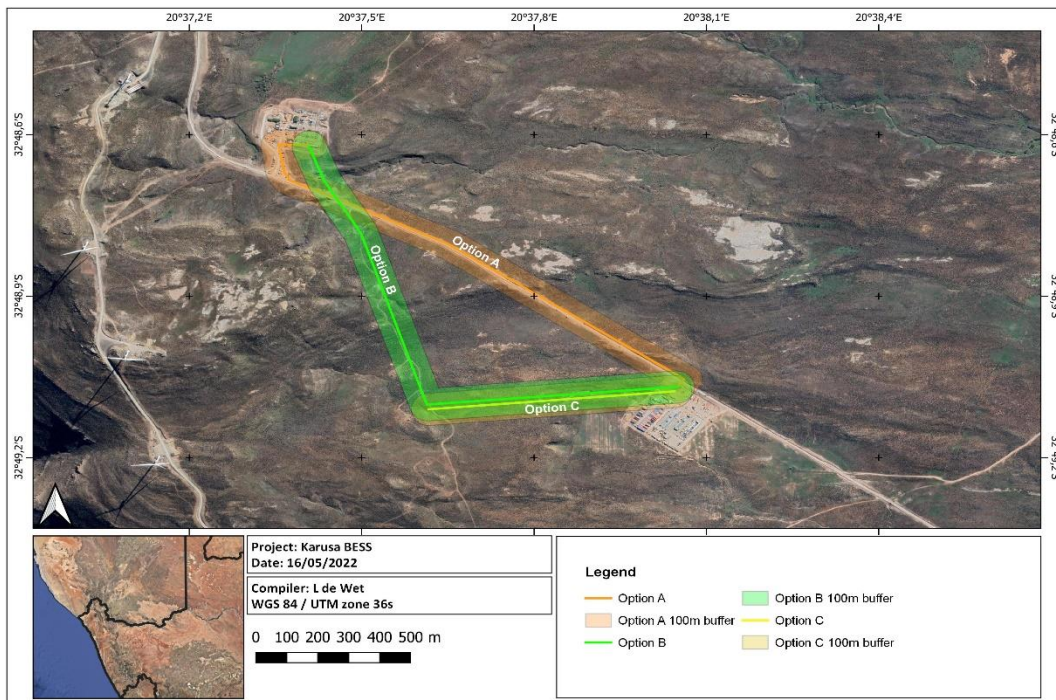 20°37,2'E 20°37,5'E 20°37,8'E 20°38,1'E 20°38,4'E
32°48,6'S
32°48,9'S
32°49,2'S
Option A
Option B
Option C
Project: Karusa BESS
Date: 16/05/2022
Compiler: L de Wet
WGS 84 / UTM zone 36s
0 100 200 300 400 500 m
Legend
Option A
Option A 100m buffer
Option B
Option B 100m buffer
Option C
Option C 100m buffer